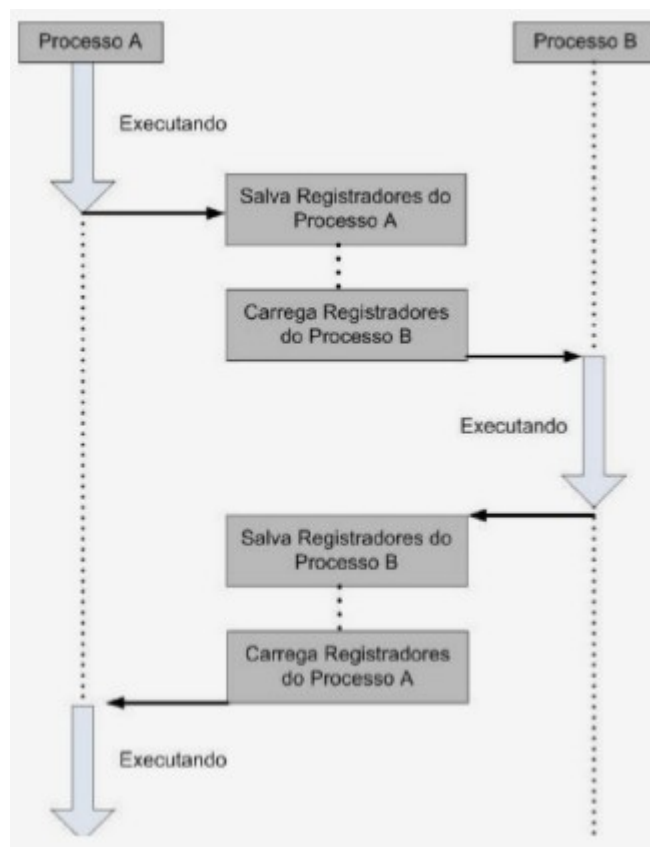 Processo A
Processo B
Executando
Salva Registradores do
Processo A
Carrega Registradores
do Processo B
Executando
Salva Registradores do
Processo B
Carrega Registradores
do Processo A
Executando